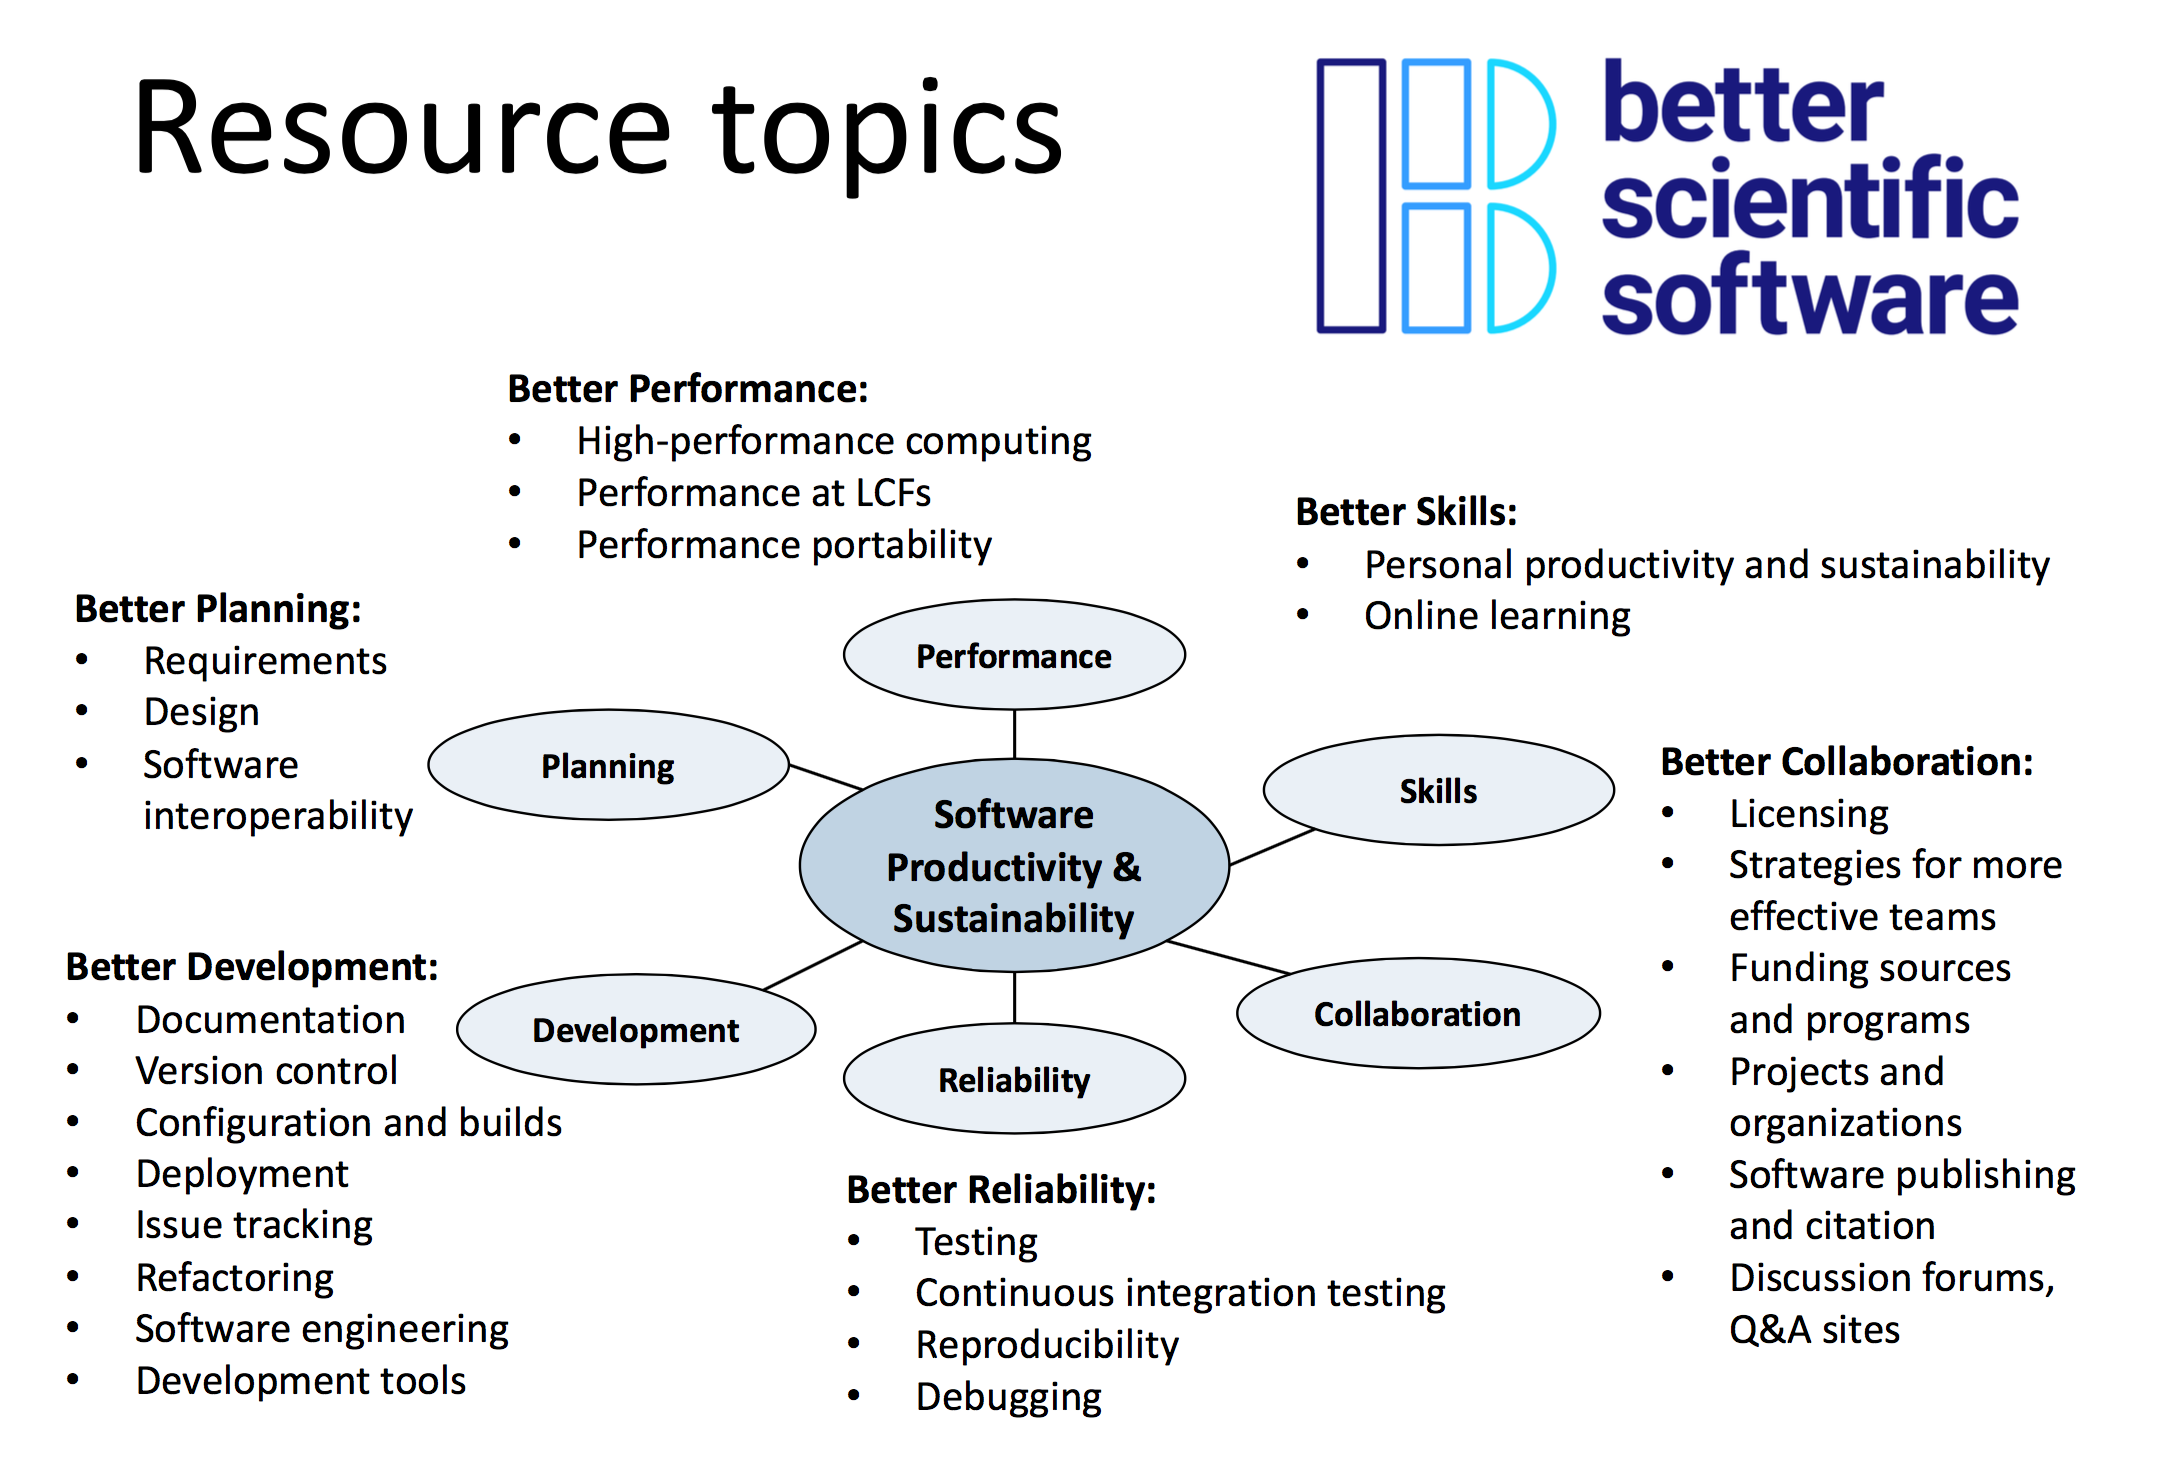 Resource topics
better
scientific
software
Better Performance:
• High-performance computing
• Performance at LCFs
• Performance portability
Better Skills:
• Personal productivity and sustainability
• Online learning
Better Planning:
• Requirements
• Design
• Software
interoperability
Performance
Planning
Skills
Software
Productivity &
Sustainability
Development
Reliability
Collaboration
Better Collaboration:
• Licensing
• Strategies for more
effective teams
• Funding sources
and programs
• Projects and
organizations
• Software publishing
and citation
• Discussion forums,
Q&A sites
Better Development:
• Documentation
• Version control
• Configuration and builds
• Deployment
• Issue tracking
• Refactoring
• Software engineering
• Development tools
Better Reliability:
• Testing
• Continuous integration testing
• Reproducibility
• Debugging